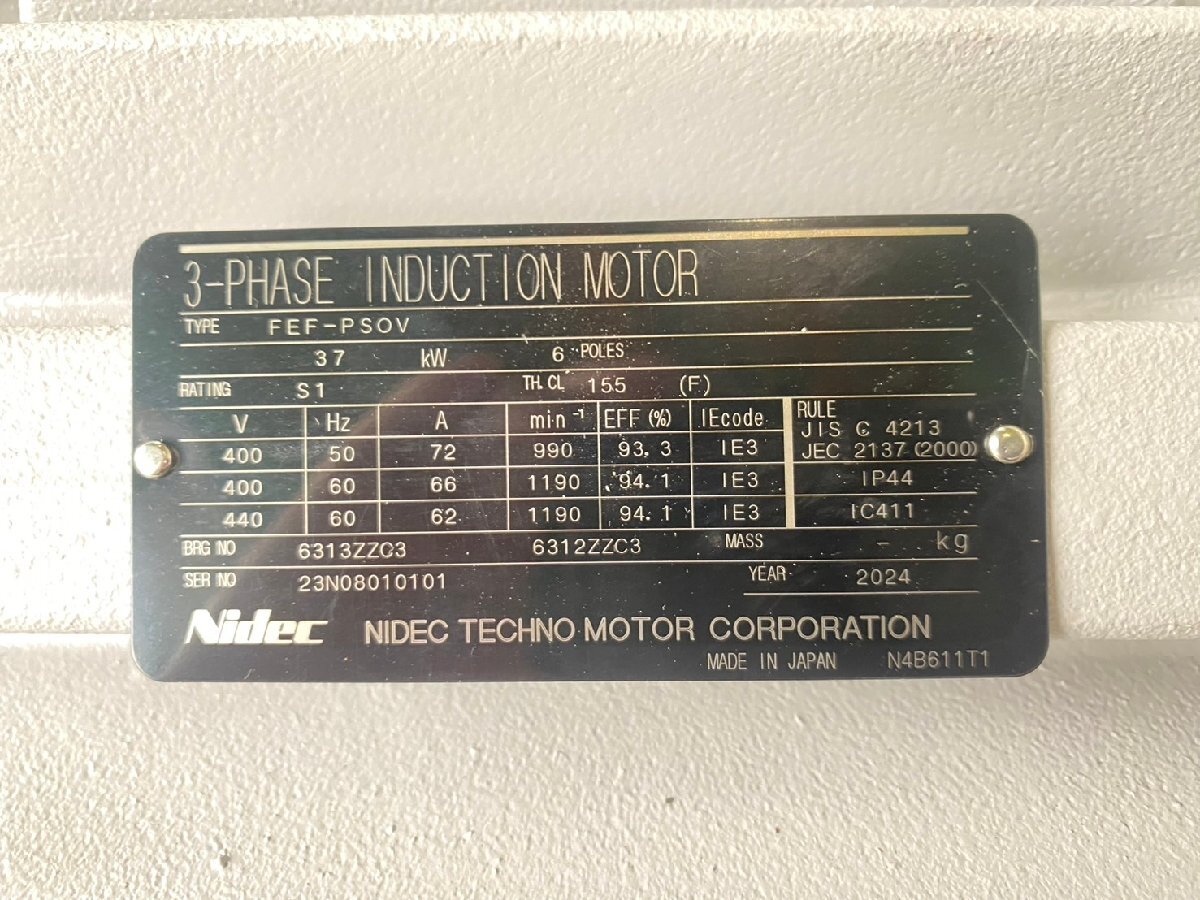 3-PHASE INDUCTION MOTOR
TYPE FEF-PSOV
37 kW 6 POLES
RATING S1 TH. CL 155 (F)
V Hz A min⁻¹ EFF (%) IEcode RULE
JIS C 4213
400 50 72 990 93.3 IE3 JEC 2137 (2000)
400 60 66 1190 94.1 IE3 IP44
440 60 62 1190 94.1 IE3 IC411
BRG NO 6313ZZC3 6312ZZC3 MASS - kg
SER NO 23N08010101 YEAR 2024
Nidec NIDEC TECHNO MOTOR CORPORATION
MADE IN JAPAN N4B611T1